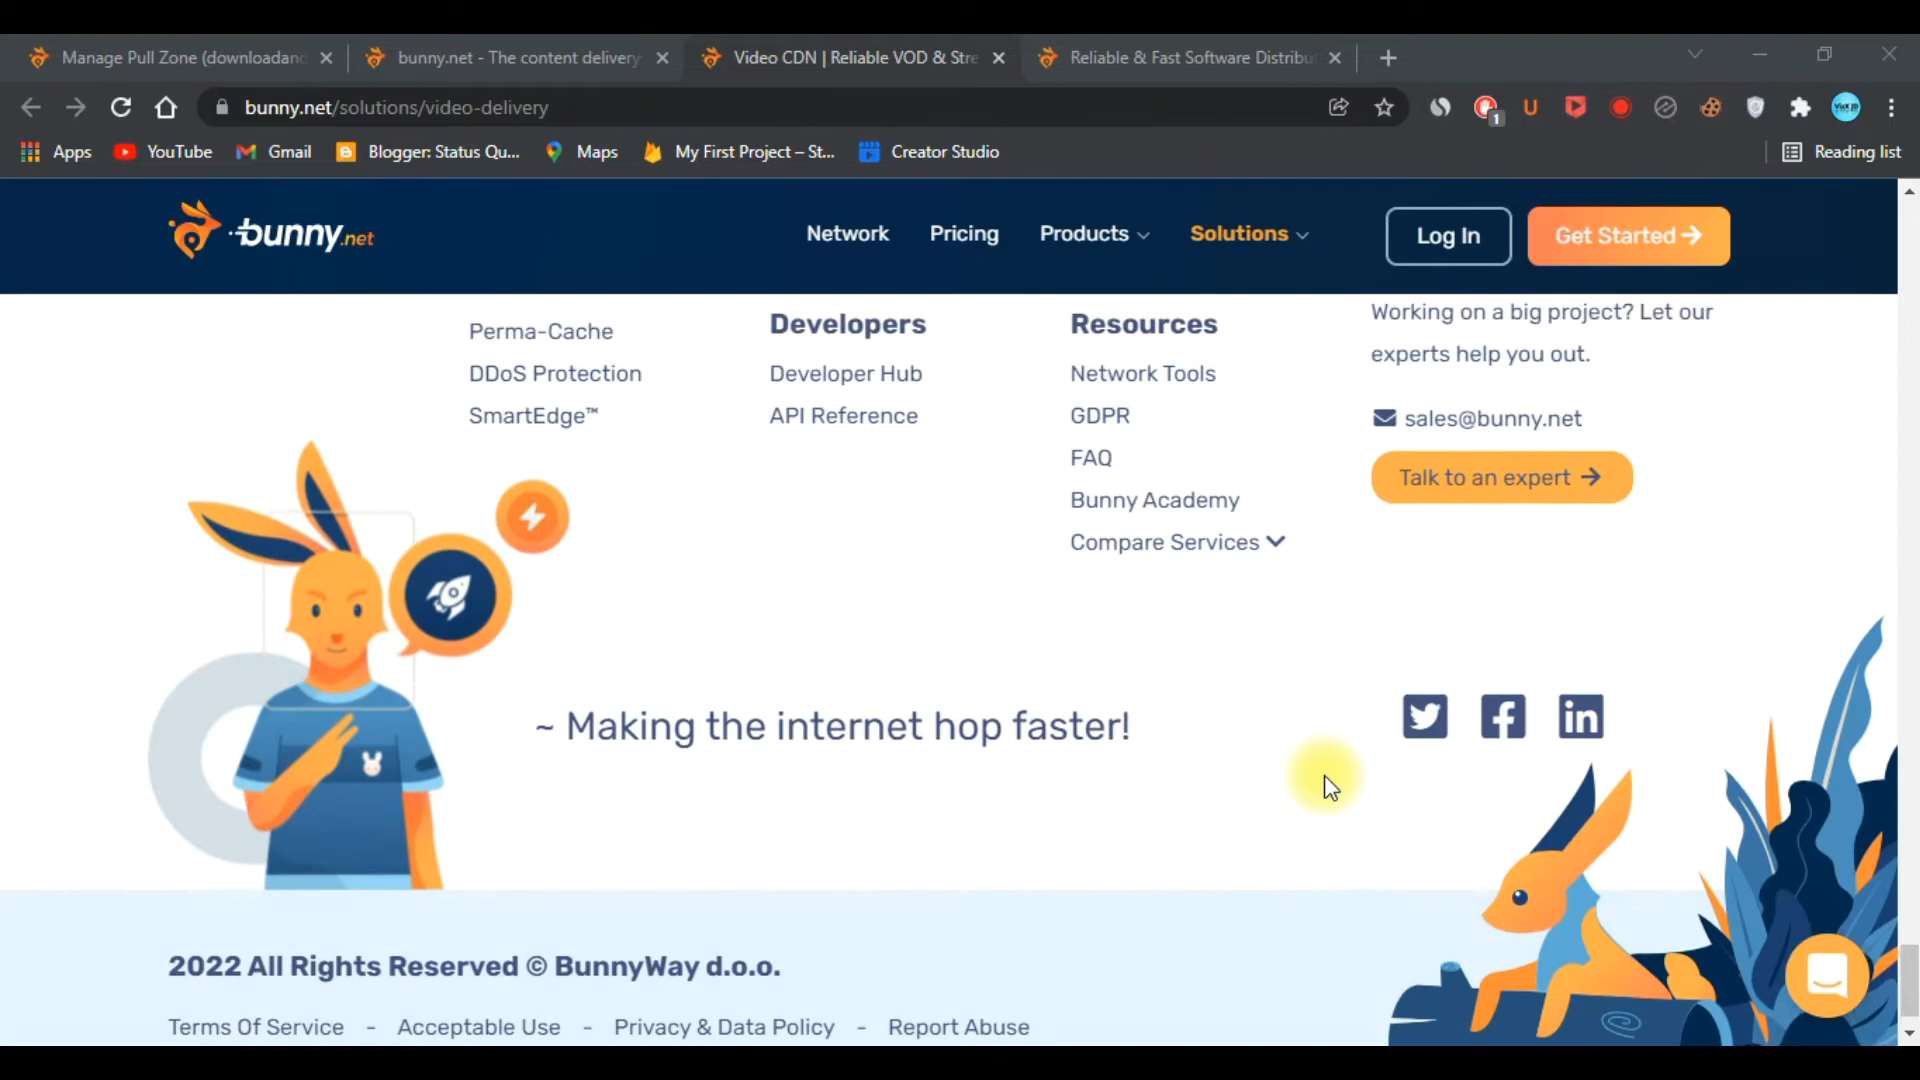 Manage Pull Zone (downloadand
bunny.net - The content delivery
Video CDN | Reliable VOD & Stre
Reliable & Fast Software Distribu
bunny.net/solutions/video-delivery
1
U
Apps
YouTube
Gmail
Blogger: Status Qu...
Maps
My First Project – St...
Creator Studio
Reading list
bunny.net
Network
Pricing
Products
Solutions
Log In
Get Started
Perma-Cache
DDoS Protection
SmartEdge™
Developers
Developer Hub
API Reference
Resources
Network Tools
GDPR
FAQ
Bunny Academy
Compare Services
Working on a big project? Let our
experts help you out.
sales@bunny.net
Talk to an expert
~ Making the internet hop faster!
2022 All Rights Reserved © BunnyWay d.o.o.
Terms Of Service - Acceptable Use - Privacy & Data Policy - Report Abuse